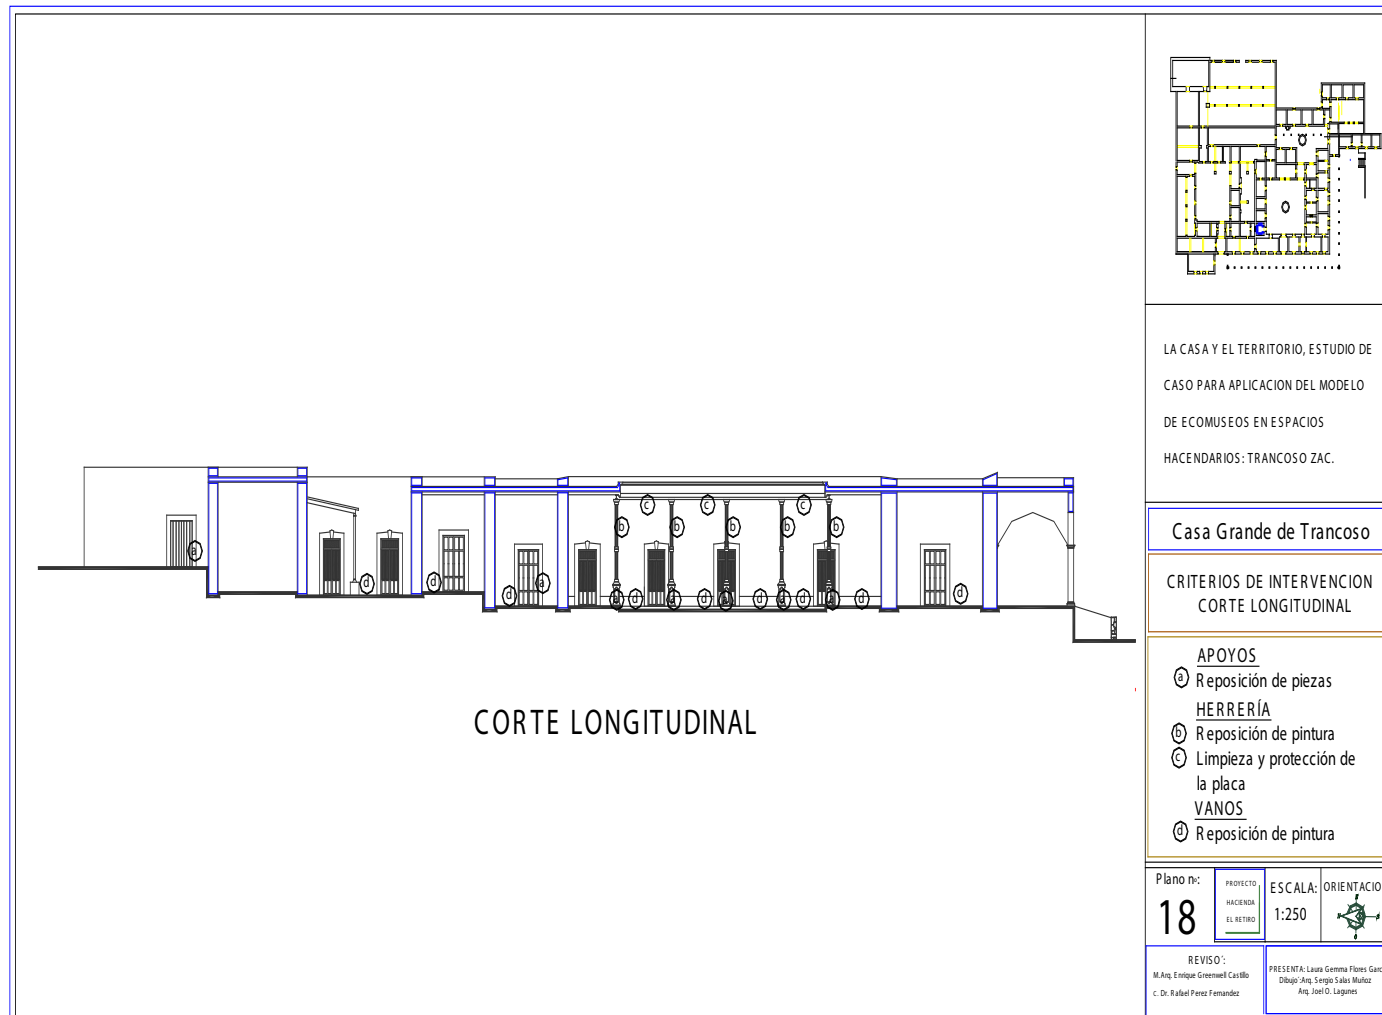 LA CASA Y EL TERRITORIO, ESTUDIO DE
CASO PARA APLICACION DEL MODELO
DE ECOMUSEOS EN ESPACIOS
HACENDARIOS: TRANCOSO ZAC.
Casa Grande de Trancoso
CRITERIOS DE INTERVENCION
CORTE LONGITUDINAL
APOYOS
a Reposición de piezas
HERRERÍA
b Reposición de pintura
c Limpieza y protección de
la placa
VANOS
d Reposición de pintura
c c c
b b b b b
a d d d a d
a d a d a d d a d a d
CORTE LONGITUDINAL
Plano nº:
18
PROYECTO
HACIENDA
EL RETIRO
ESCALA:
1:250
ORIENTACIO
REVISO´:
M.Arq. Enrique Greenwell Castillo
c. Dr. Rafael Perez Fernandez
PRESENTA: Laura Gemma Flores Garc
Dibujo´:Arq. Sergio Salas Muñoz
Arq. Joel O. Lagunes